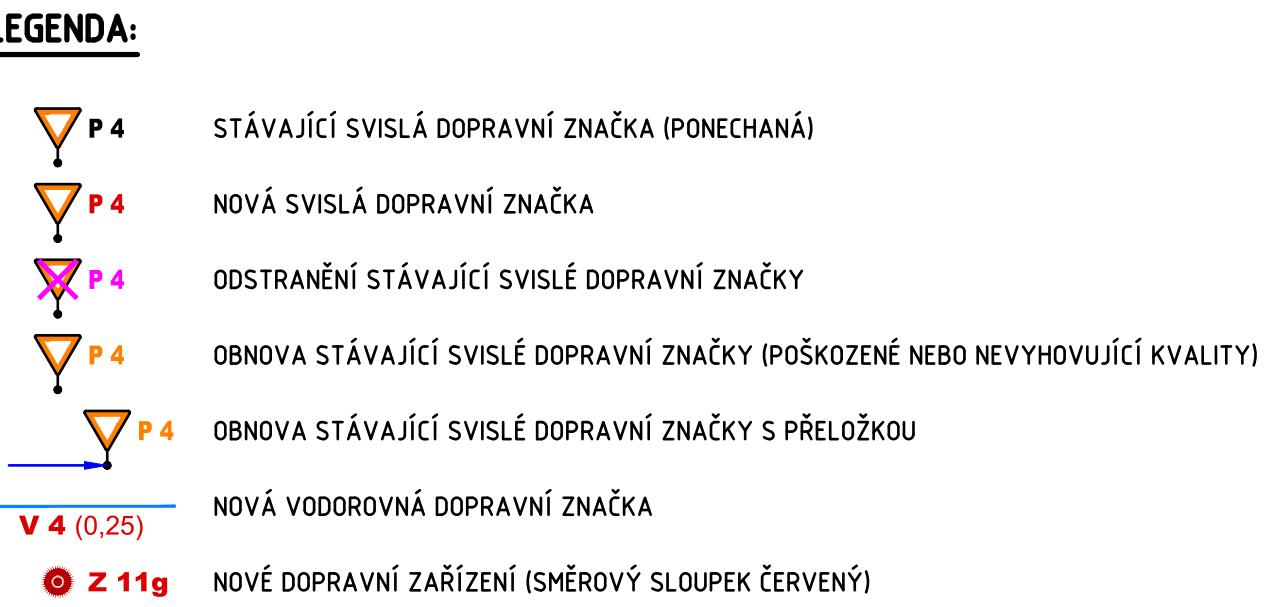 LEGENDA:
P 4 STÁVAJÍCÍ SVISLÁ DOPRAVNÍ ZNAČKA (PONECHANÁ)
P 4 NOVÁ SVISLÁ DOPRAVNÍ ZNAČKA
P 4 ODSTRANĚNÍ STÁVAJÍCÍ SVISLÉ DOPRAVNÍ ZNAČKY
P 4 OBNOVA STÁVAJÍCÍ SVISLÉ DOPRAVNÍ ZNAČKY (POŠKOZENÉ NEBO NEVYHOVUJÍCÍ KVALITY)
P 4 OBNOVA STÁVAJÍCÍ SVISLÉ DOPRAVNÍ ZNAČKY S PŘELOŽKOU
NOVÁ VODOROVNÁ DOPRAVNÍ ZNAČKA
V 4 (0,25)
Z 11g NOVÉ DOPRAVNÍ ZAŘÍZENÍ (SMĚROVÝ SLOUPEK ČERVENÝ)